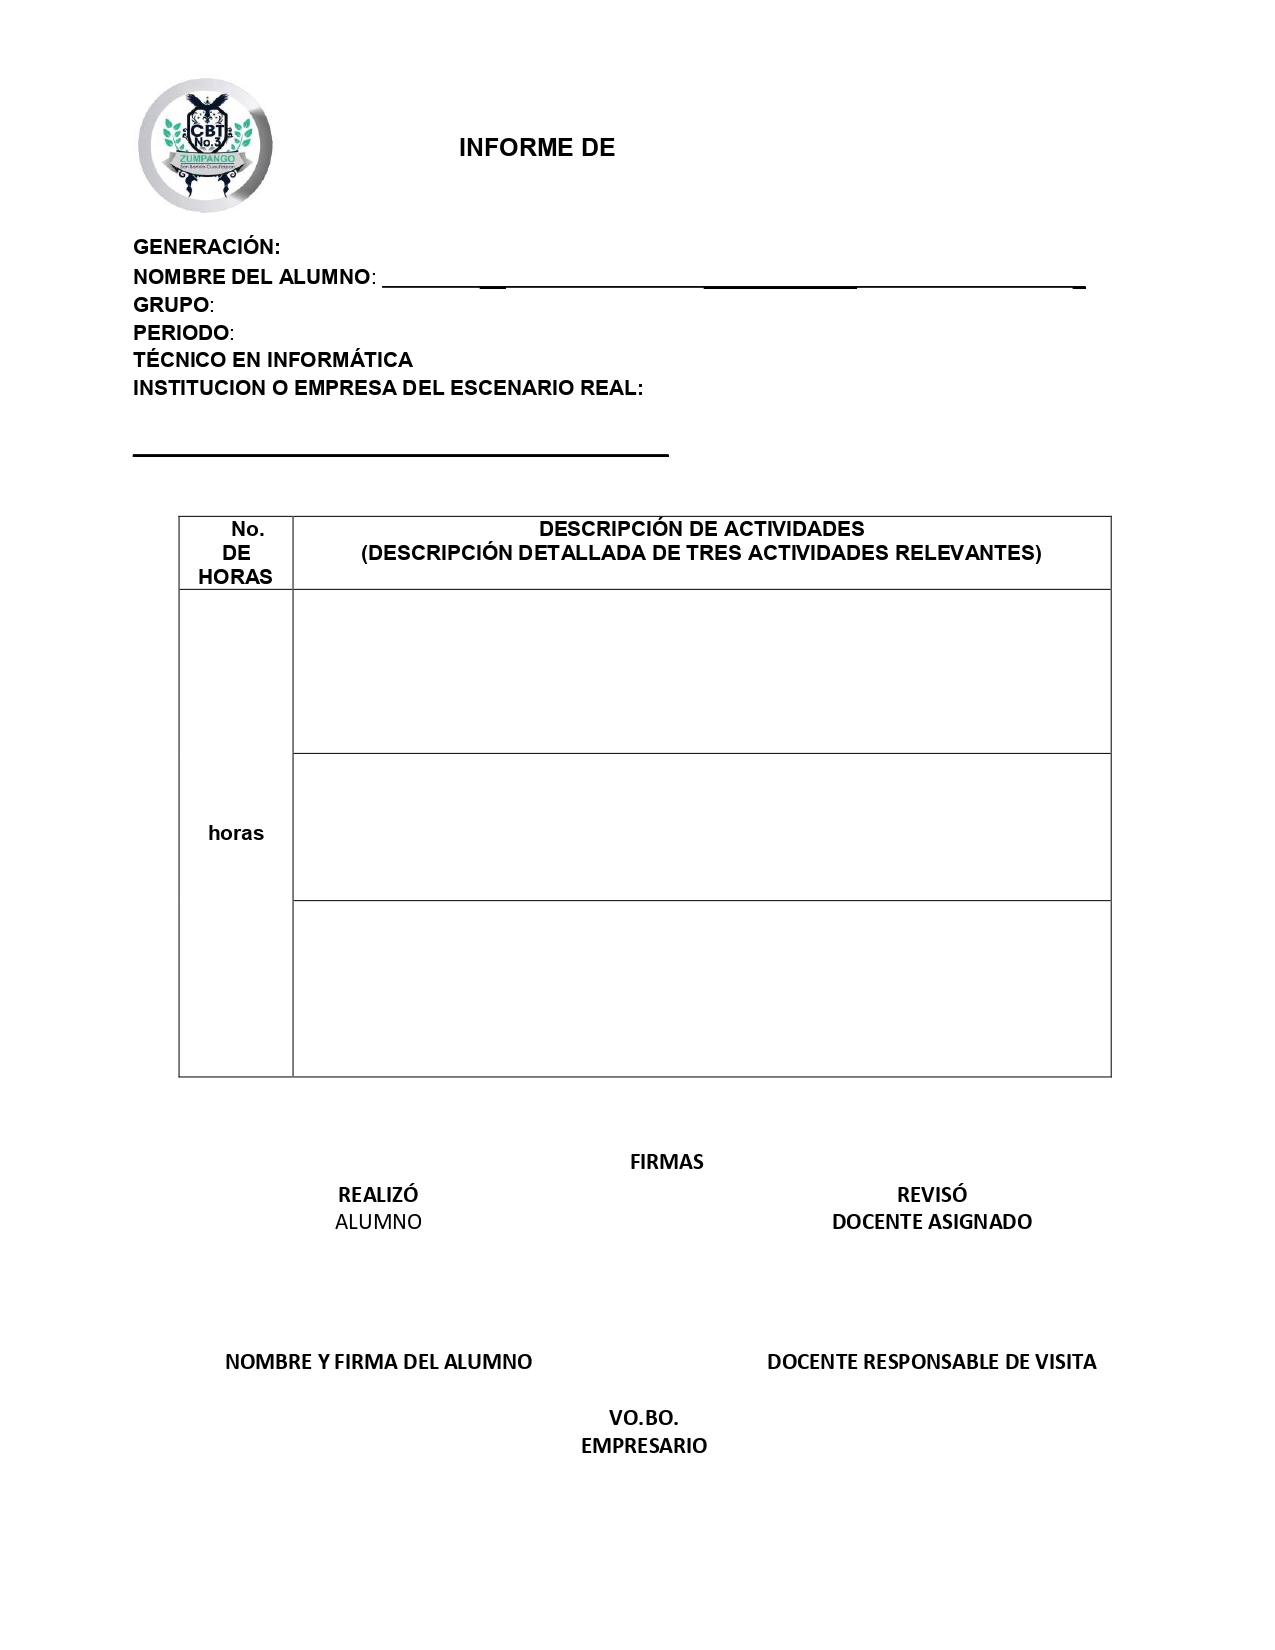 CBT
No.3
ZUMPANGO
INFORME DE
GENERACIÓN:
NOMBRE DEL ALUMNO:
GRUPO:
PERIODO:
TÉCNICO EN INFORMÁTICA
INSTITUCION O EMPRESA DEL ESCENARIO REAL:
No.
DE
HORAS
DESCRIPCIÓN DE ACTIVIDADES
(DESCRIPCIÓN DETALLADA DE TRES ACTIVIDADES RELEVANTES)
horas
FIRMAS
REALIZÓ
ALUMNO
REVISÓ
DOCENTE ASIGNADO
NOMBRE Y FIRMA DEL ALUMNO
DOCENTE RESPONSABLE DE VISITA
VO.BO.
EMPRESARIO